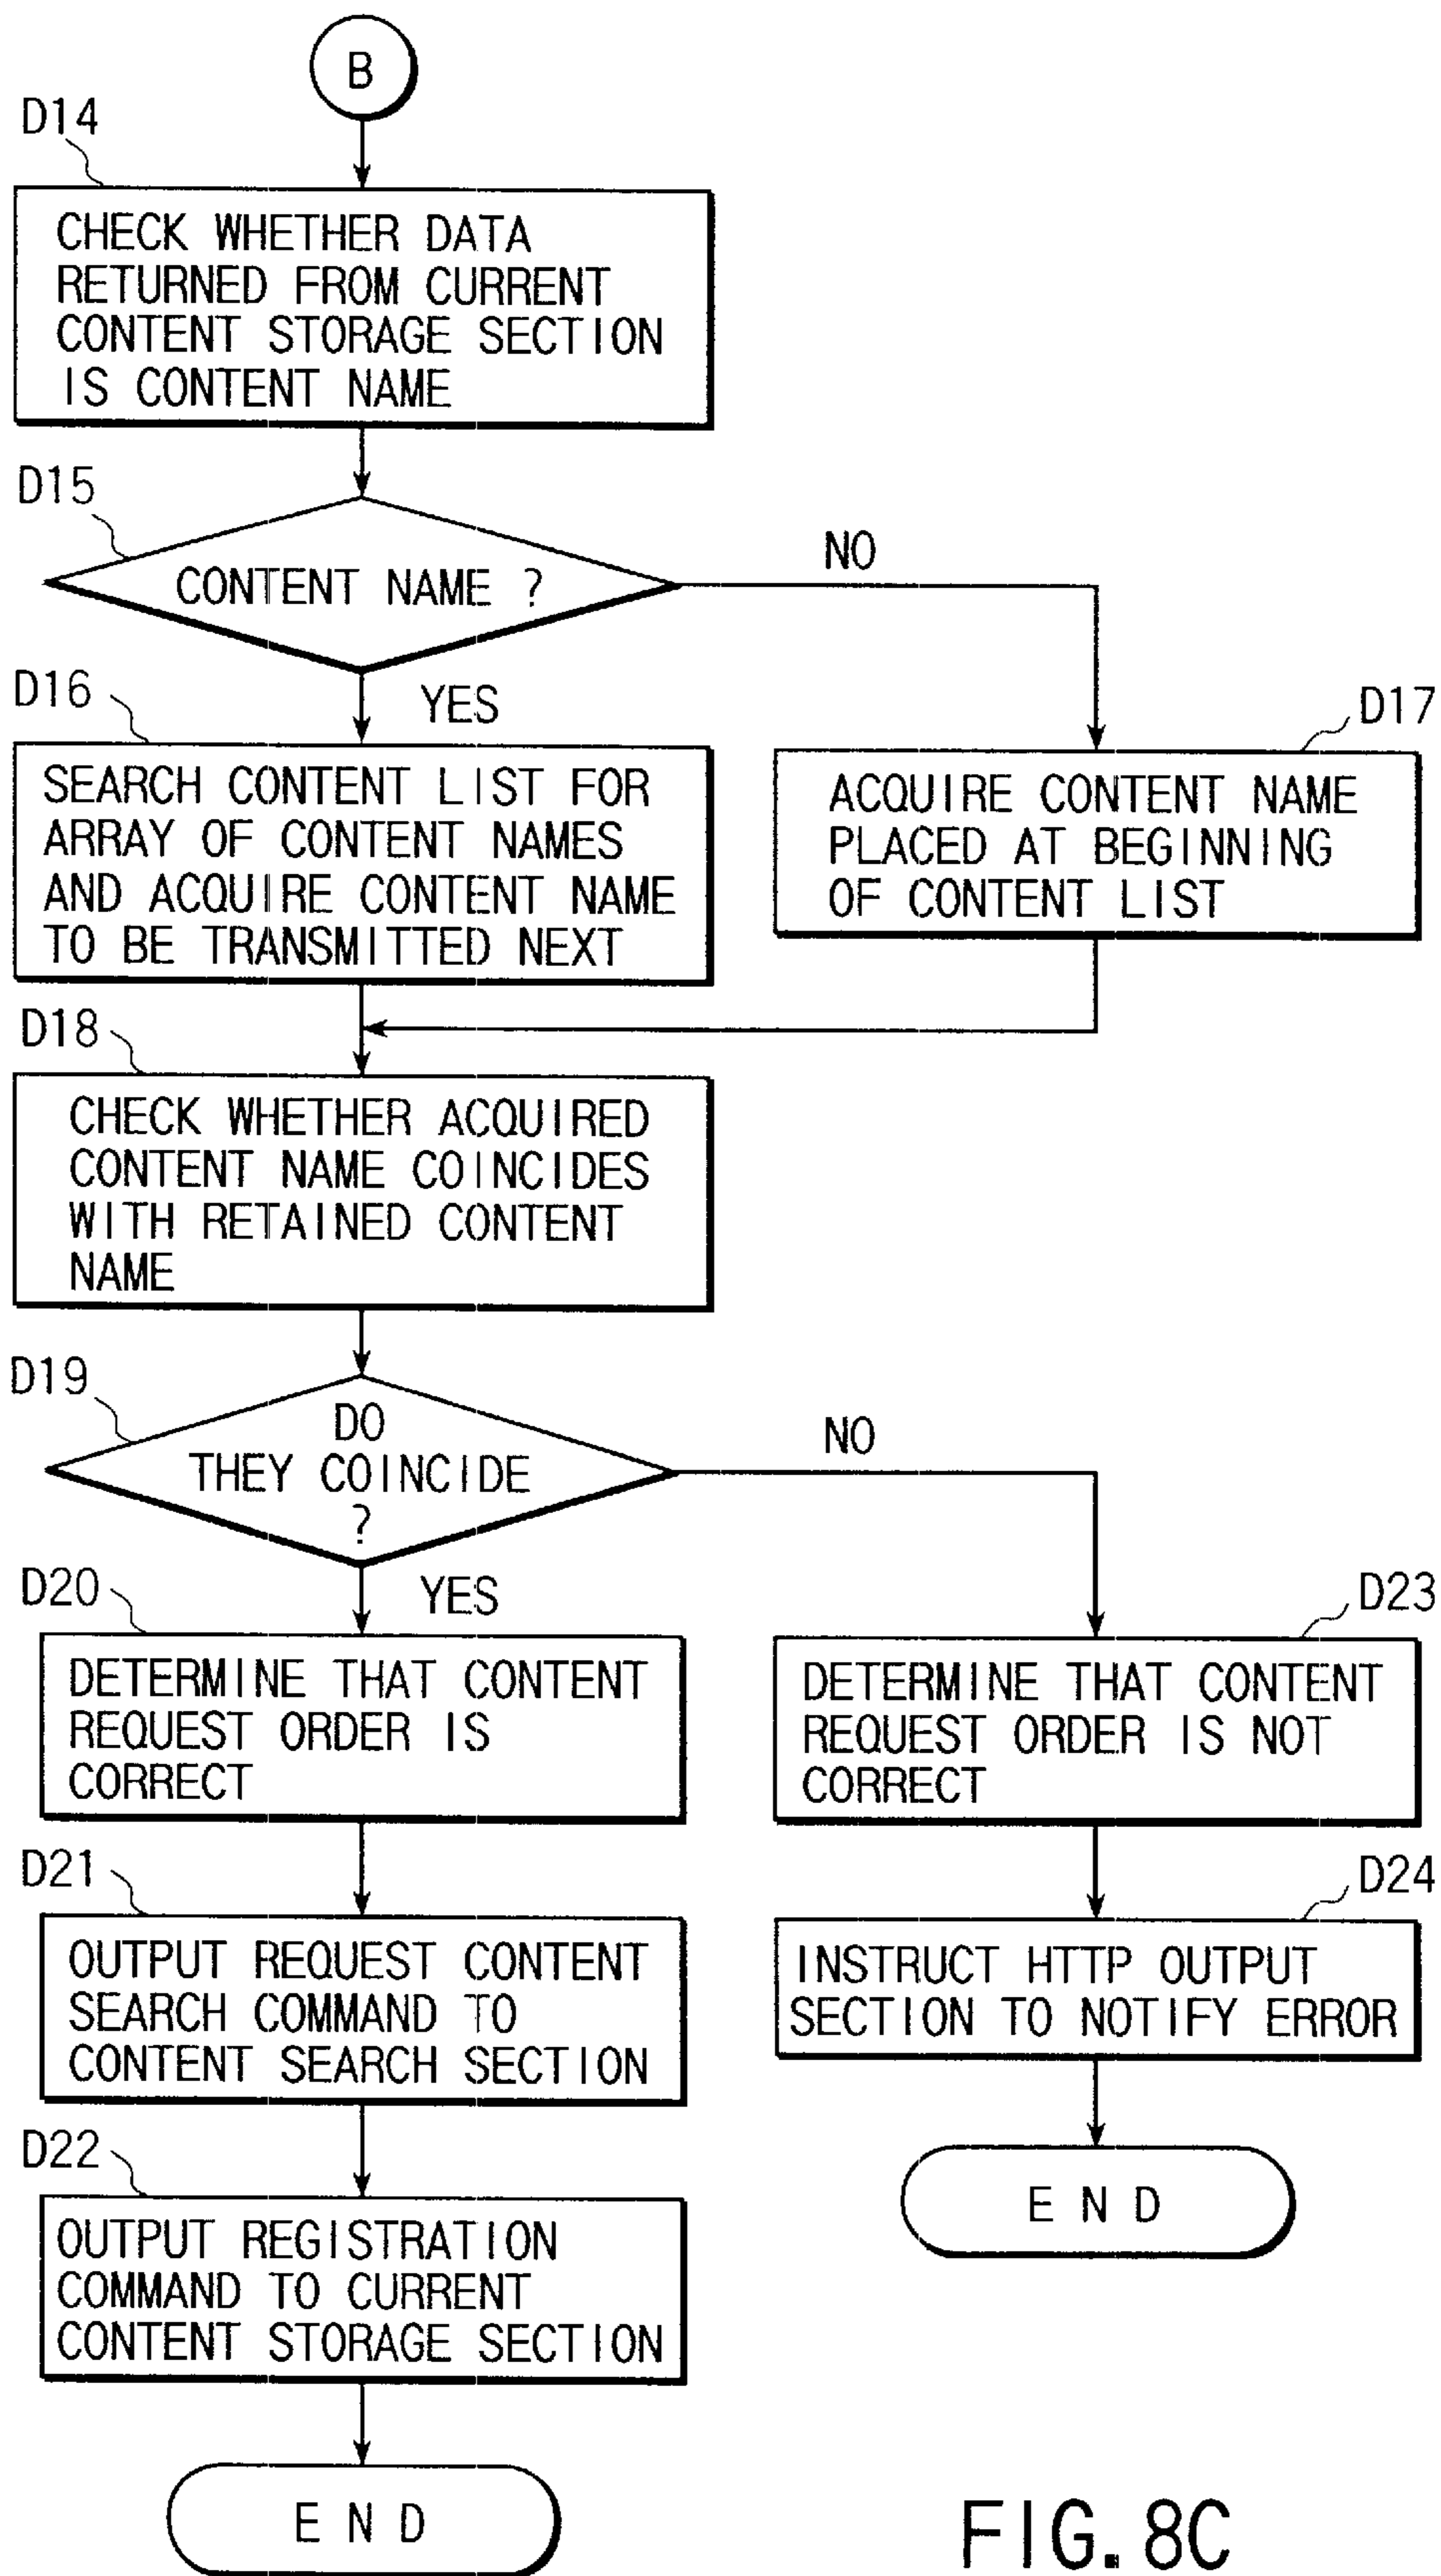 B
D14
CHECK WHETHER DATA
RETURNED FROM CURRENT
CONTENT STORAGE SECTION
IS CONTENT NAME
D15
CONTENT NAME ?
NO
YES
D16
SEARCH CONTENT LIST FOR
ARRAY OF CONTENT NAMES
AND ACQUIRE CONTENT NAME
TO BE TRANSMITTED NEXT
D17
ACQUIRE CONTENT NAME
PLACED AT BEGINNING
OF CONTENT LIST
D18
CHECK WHETHER ACQUIRED
CONTENT NAME COINCIDES
WITH RETAINED CONTENT
NAME
D19
DO
THEY COINCIDE
?
NO
YES
D20
DETERMINE THAT CONTENT
REQUEST ORDER IS
CORRECT
D23
DETERMINE THAT CONTENT
REQUEST ORDER IS NOT
CORRECT
D21
OUTPUT REQUEST CONTENT
SEARCH COMMAND TO
CONTENT SEARCH SECTION
D24
INSTRUCT HTTP OUTPUT
SECTION TO NOTIFY ERROR
END
D22
OUTPUT REGISTRATION
COMMAND TO CURRENT
CONTENT STORAGE SECTION
END
FIG. 8C